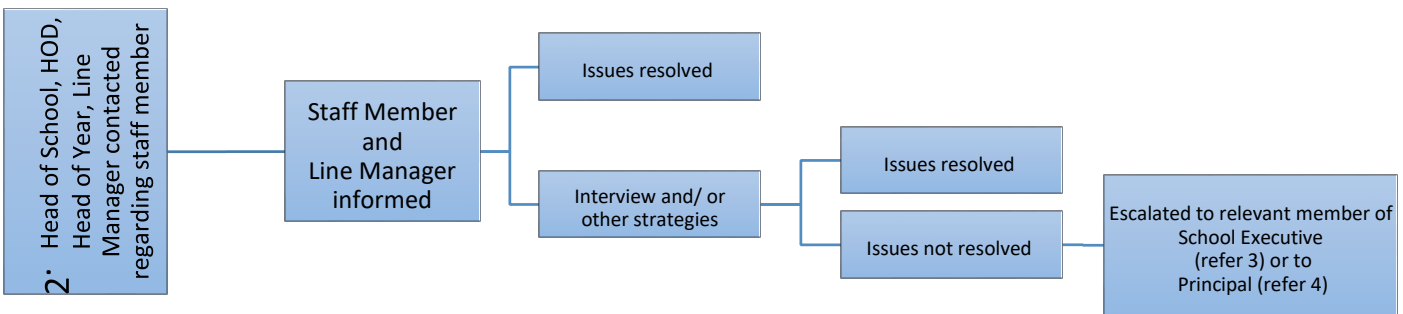 2. Head of School, HOD,
Head of Year, Line
Manager contacted
regarding staff member
Staff Member
and
Line Manager
informed
Issues resolved
Interview and/ or
other strategies
Issues resolved
Issues not resolved
Escalated to relevant member of
School Executive
(refer 3) or to
Principal (refer 4)